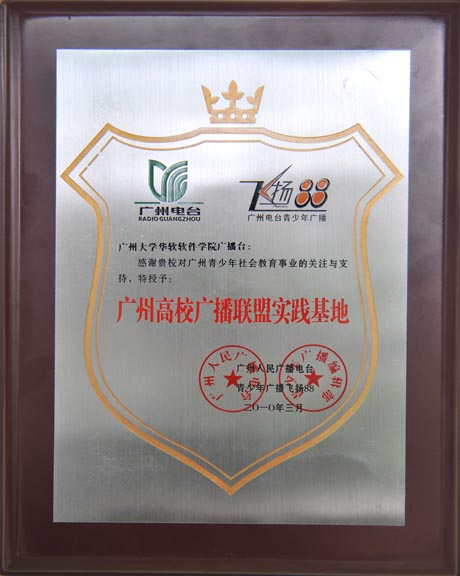 广州电台
RADIO GUANGZHOU
飞扬88
广州电台青少年广播
广州大学华软软件学院广播台：
感谢贵校对广州青少年社会教育事业的关注与支
持，特授予：
广州高校广播联盟实践基地
广州人民广播电台
青少年广播飞扬88
二〇一〇年三月